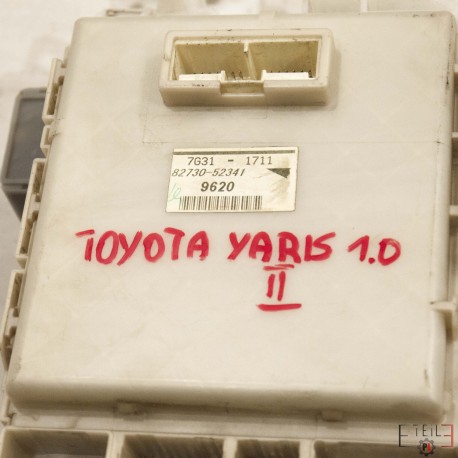 7G31 - 1711
82730-52341
9620
TOYOTA YARIS 1.0
II